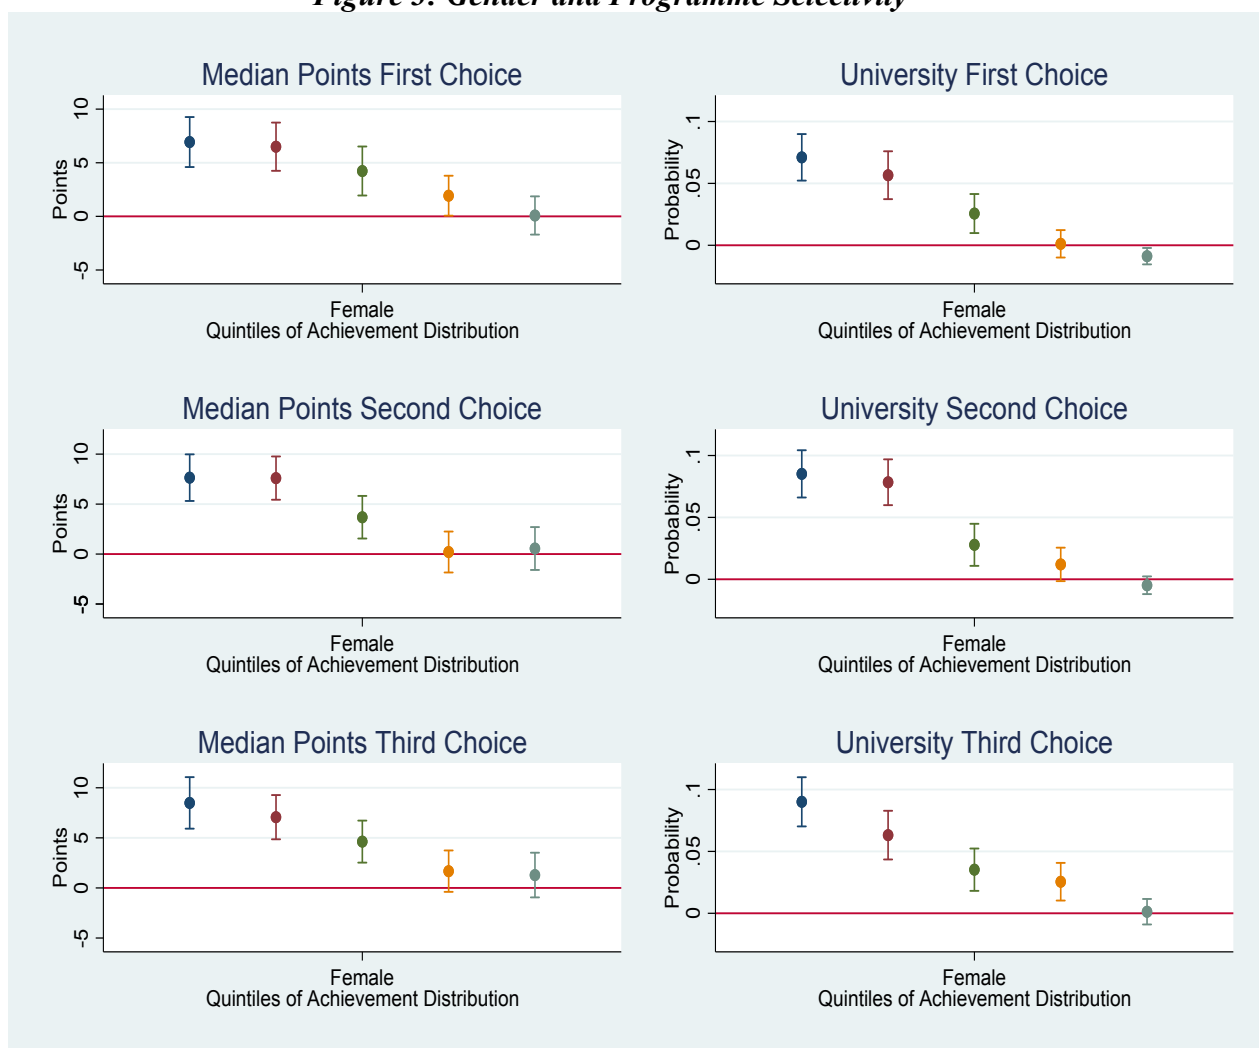 Figure 3: Gender and Programme Selectivity
Median Points First Choice
Points
10
5
0
-5
Female
Quintiles of Achievement Distribution
University First Choice
Probability
.1
.05
0
Female
Quintiles of Achievement Distribution
Median Points Second Choice
Points
10
5
0
-5
Female
Quintiles of Achievement Distribution
University Second Choice
Probability
.1
.05
0
Female
Quintiles of Achievement Distribution
Median Points Third Choice
Points
10
5
0
-5
Female
Quintiles of Achievement Distribution
University Third Choice
Probability
.1
.05
0
Female
Quintiles of Achievement Distribution